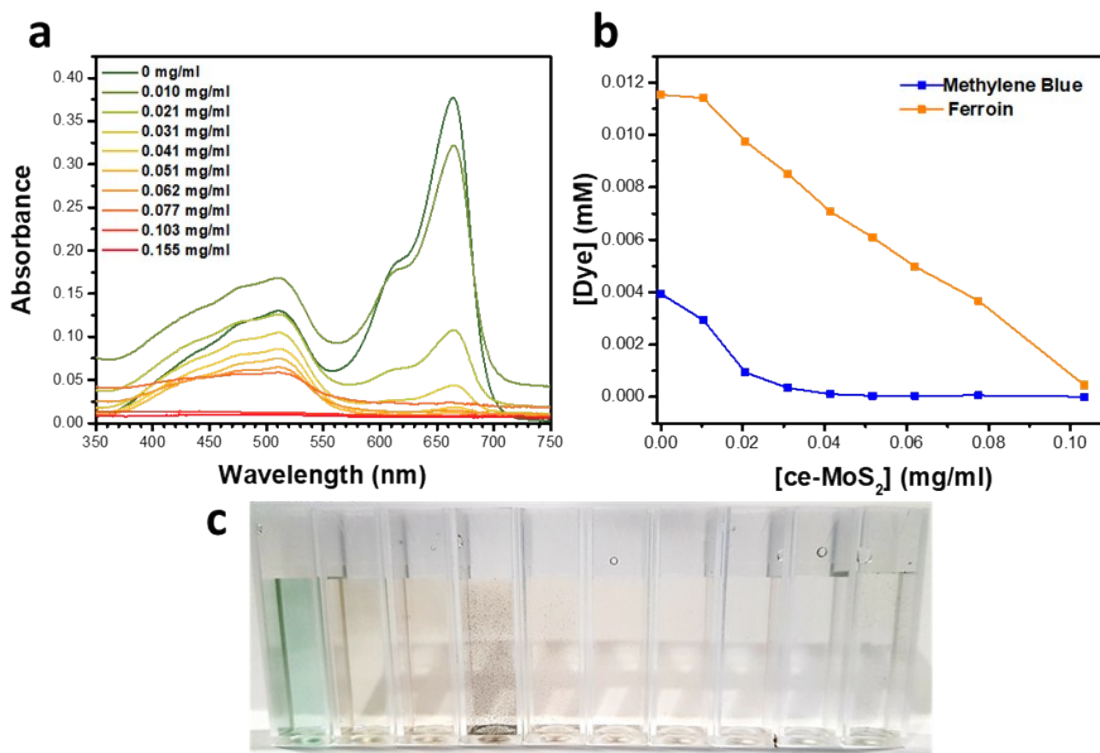 a
0.40
0.35
0.30
0.25
0.20
0.15
0.10
0.05
0.00
Absorbance
0 mg/ml
0.010 mg/ml
0.021 mg/ml
0.031 mg/ml
0.041 mg/ml
0.051 mg/ml
0.062 mg/ml
0.077 mg/ml
0.103 mg/ml
0.155 mg/ml
350 400 450 500 550 600 650 700 750
Wavelength (nm)
b
0.012
0.010
0.008
0.006
0.004
0.002
0.000
[Dye] (mM)
Methylene Blue
Ferroin
0.00 0.02 0.04 0.06 0.08 0.10
[ce-MoS₂] (mg/ml)
c